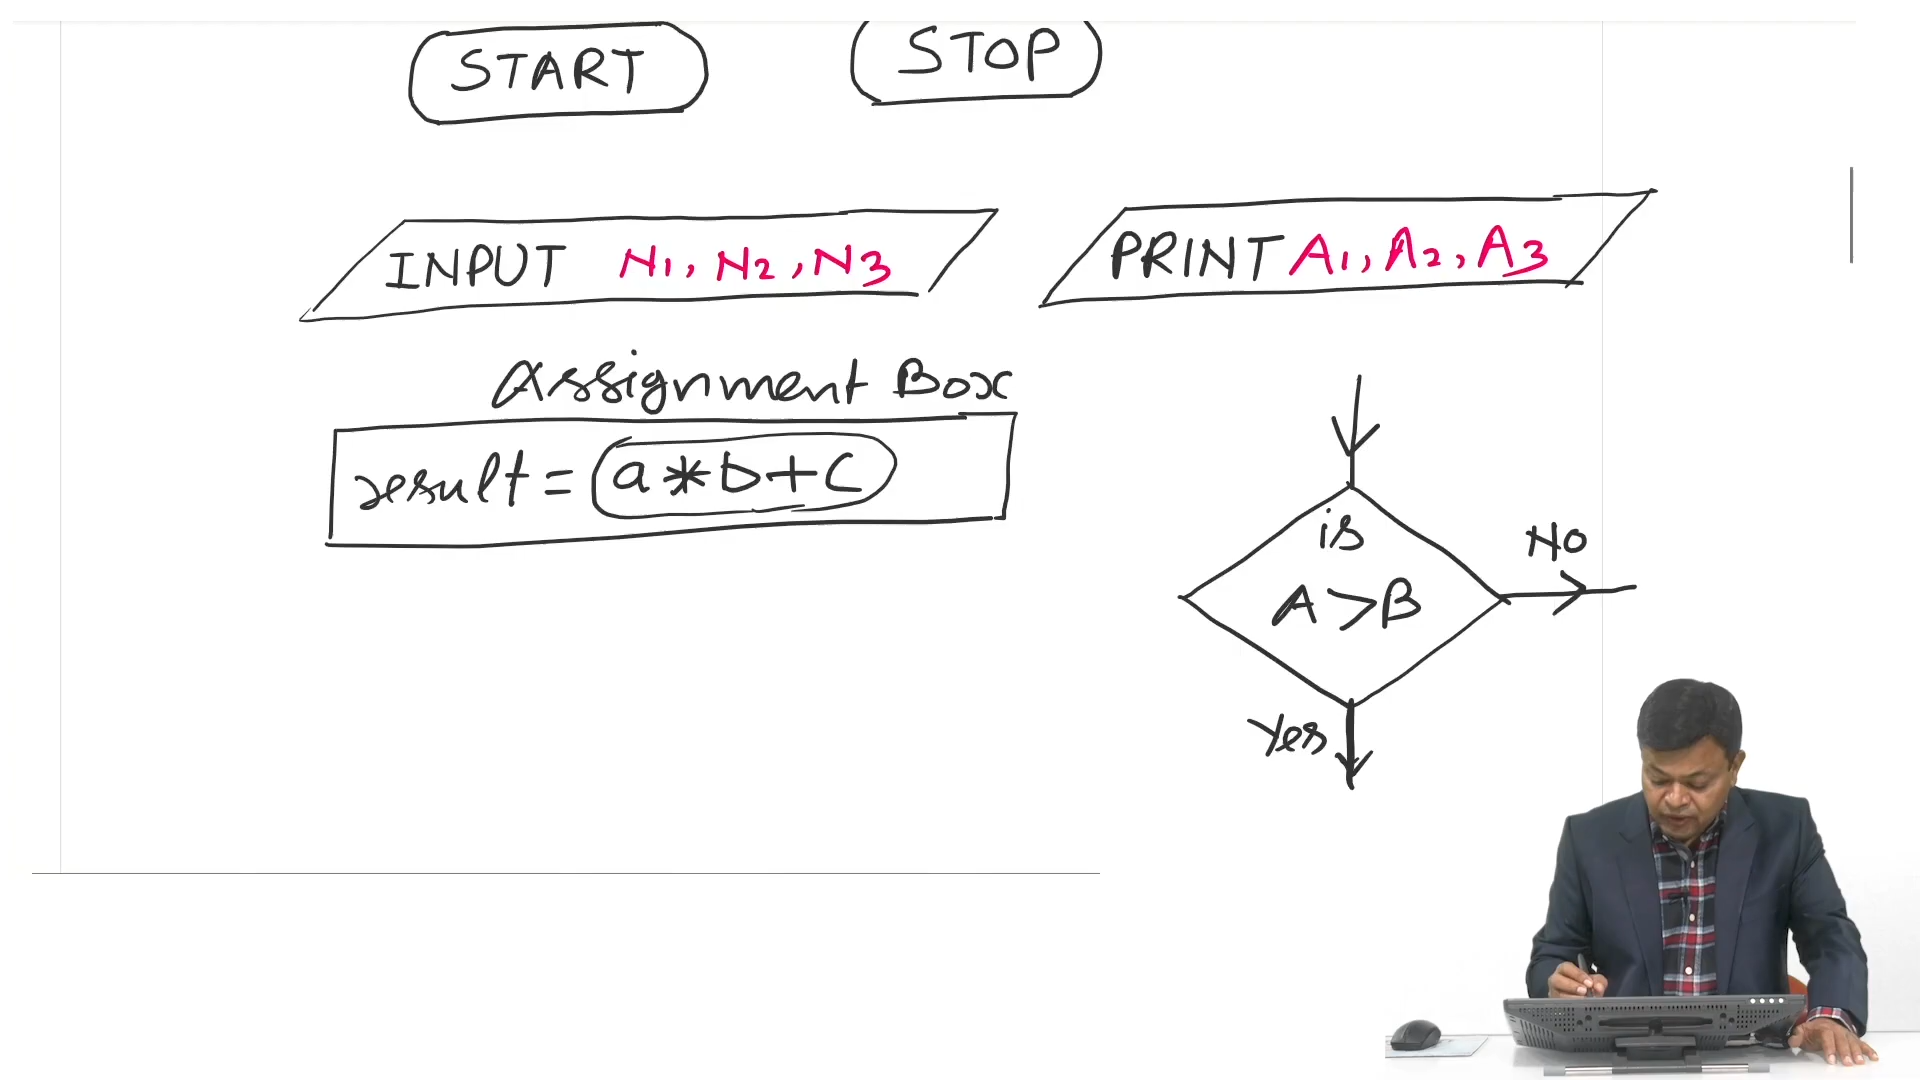 START
STOP
INPUT N1, N2, N3
PRINT A1, A2, A3
Assignment Box
result = a*b+c
is
A > B
No
Yes